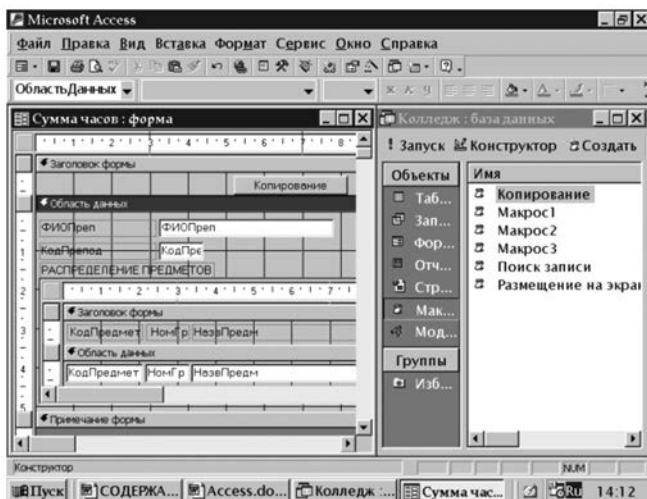 Microsoft Access
Файл Правка Вид Вставка Формат Сервис Окно Справка
ОбластьДанных
Ж К Ч
Сумма часов : форма
Колледж : база данных
Запуск Конструктор Создать
Заголовок формы
Копирование
Область данных
ФИОПреп ФИОПреп
КодПрепод КодПре
РАСПРЕДЕЛЕНИЕ ПРЕДМЕТОВ
Заголовок формы
КодПредмет НомГр НазвПредм
Область данных
КодПредмет НомГр НазвПредм
Примечание формы
Объекты
Таб...
Зап...
Фор...
Отч...
Стр...
Мак...
Мод...
Группы
Изб...
Имя
Копирование
Макрос1
Макрос2
Макрос3
Поиск записи
Размещение на экран
Конструктор NUM
Пуск СОДЕРЖА... Access.do... Колледж :... Сумма час... Ru 14:12